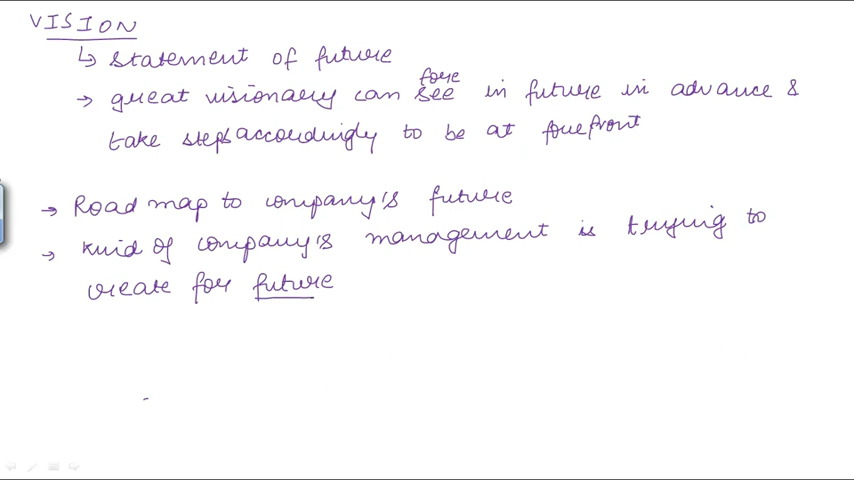 VISION
↳ statement of future
→ great visionary can foresee in future in advance &
take steps accordingly to be at forefront
→ Road map to company's future
→ Knid of company's management is trying to
create for future